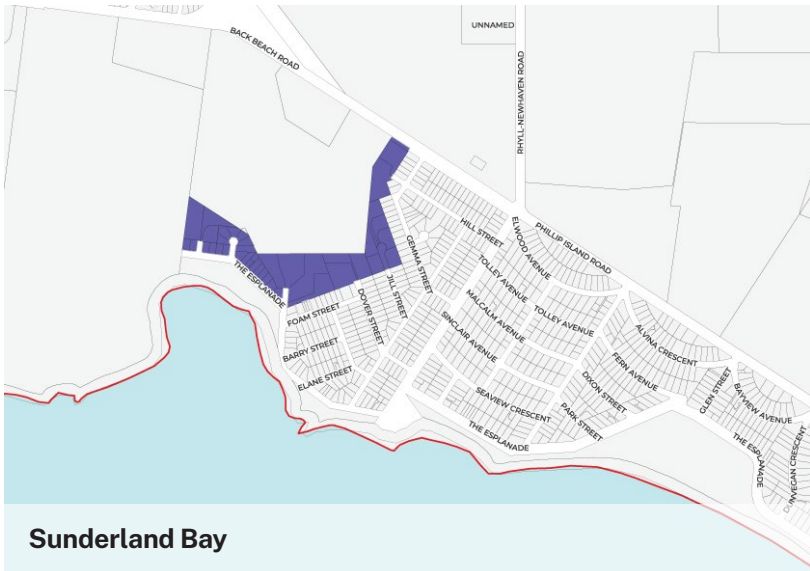 UNNAMED
BACK BEACH ROAD
RHYLL-NEWHAVEN ROAD
PHILLIP ISLAND ROAD
HILL STREET
ELWOOD AVENUE
GEMMA STREET
TOLLEY AVENUE
THE ESPLANADE
JILL STREET
DOVER STREET
MALCALM AVENUE
TOLLEY AVENUE
FOAM STREET
SINCLAIR AVENUE
ALVINA CRESCENT
BARRY STREET
FERN AVENUE
ELANE STREET
DIXON STREET
GLEN STREET
BAYVIEW AVENUE
SEAVIEW CRESCENT
PARK STREET
THE ESPLANADE
THE ESPLANADE
DUNVEGAN CRESCENT
Sunderland Bay